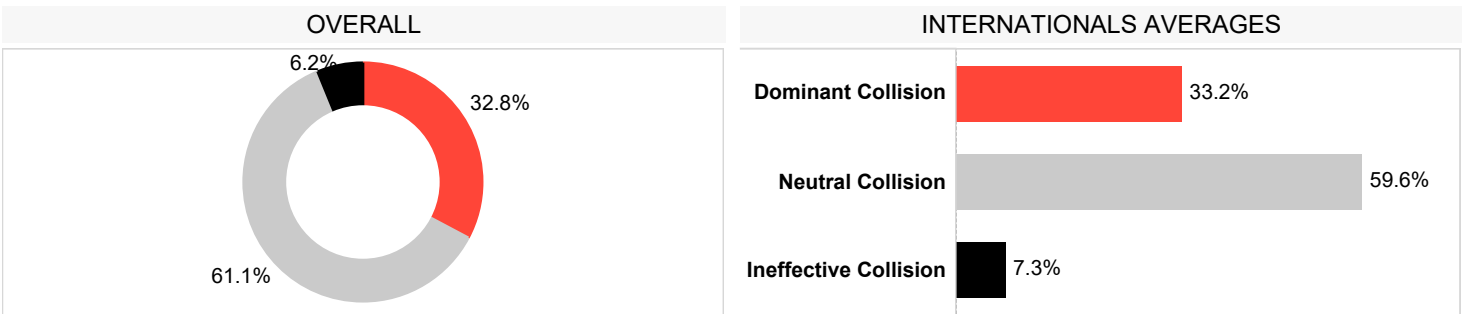 OVERALL
6.2%
32.8%
61.1%
INTERNATIONALS AVERAGES
Dominant Collision 33.2%
Neutral Collision 59.6%
Ineffective Collision 7.3%